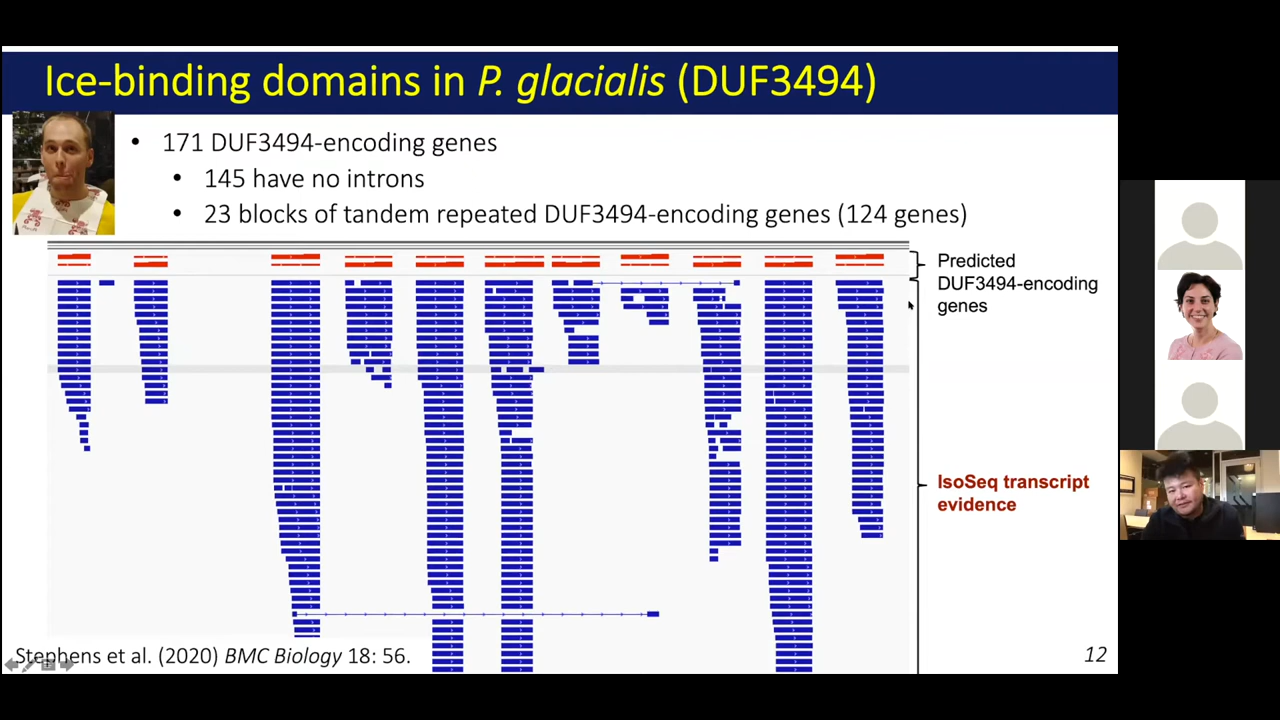 Ice-binding domains in P. glacialis (DUF3494)
• 171 DUF3494-encoding genes
• 145 have no introns
• 23 blocks of tandem repeated DUF3494-encoding genes (124 genes)
Predicted
DUF3494-encoding
genes
IsoSeq transcript
evidence
Stephens et al. (2020) BMC Biology 18: 56.
12